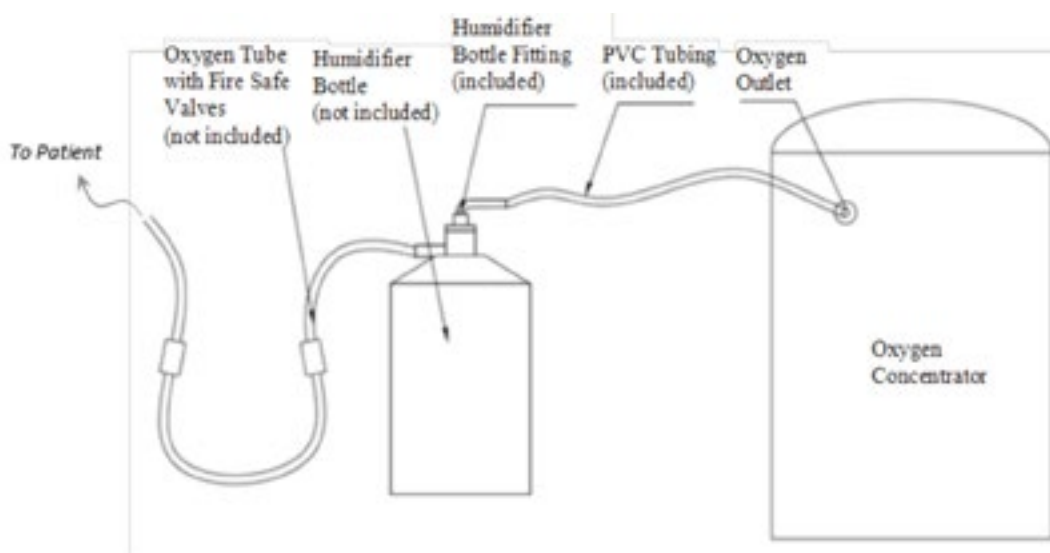 Oxygen Tube
with Fire Safe
Valves
(not included)
Humidifier
Bottle
(not included)
Humidifier
Bottle Fitting
(included)
PVC Tubing
(included)
Oxygen
Outlet
To Patient
Oxygen
Concentrator